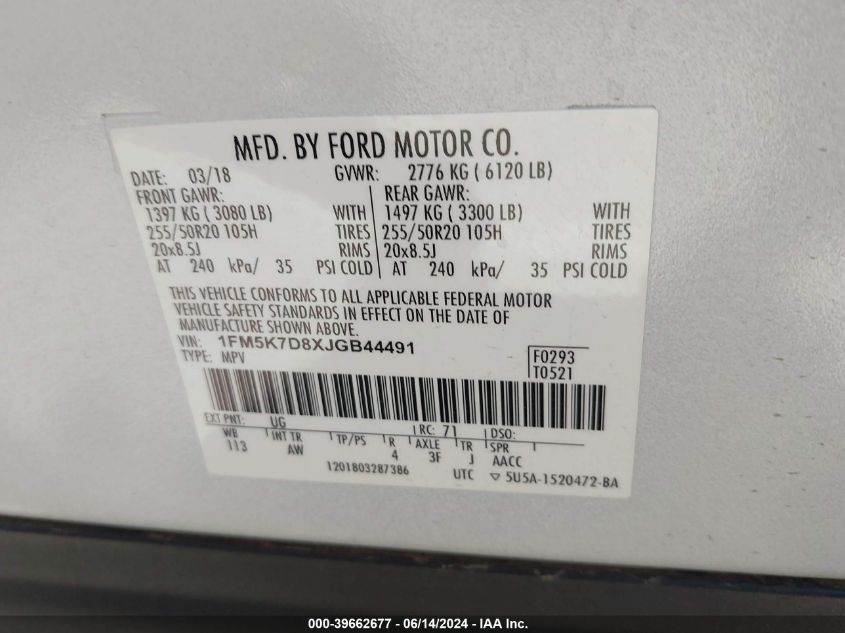 MFD. BY FORD MOTOR CO.
DATE: 03/18 GVWR: 2776 KG ( 6120 LB)
FRONT GAWR: REAR GAWR:
1397 KG ( 3080 LB) WITH 1497 KG ( 3300 LB) WITH
255/50R20 105H TIRES 255/50R20 105H TIRES
20x8.5J RIMS 20x8.5J RIMS
AT 240 kPa/ 35 PSI COLD AT 240 kPa/ 35 PSI COLD
THIS VEHICLE CONFORMS TO ALL APPLICABLE FEDERAL MOTOR
VEHICLE SAFETY STANDARDS IN EFFECT ON THE DATE OF
MANUFACTURE SHOWN ABOVE.
VIN: 1FM5K7D8XJGB44491
TYPE: MPV
F0293
T0521
EXT PNT: UG RC: 71 DSO:
WB INT TR TP/PS R AXLE TR SPR
113 AW 4 3F J AACC
1201803287386 UTC ▽ 5U5A-1520472-BA
000-39662677 - 06/14/2024 - IAA Inc.